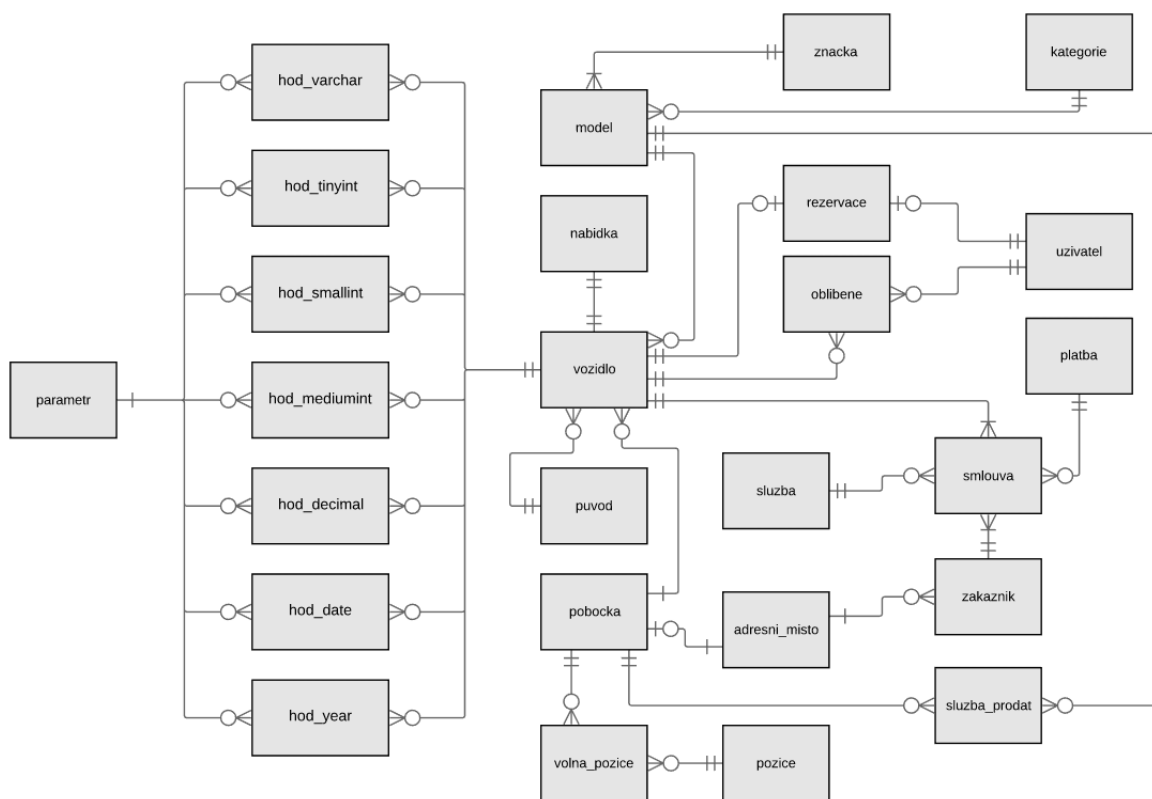 znacka
kategorie
hod_varchar
model
hod_tinyint
rezervace
nabidka
uzivatel
hod_smallint
oblibene
vozidlo
platba
parametr
hod_mediumint
smlouva
sluzba
hod_decimal
puvod
hod_date
pobocka
adresni_misto
zakaznik
hod_year
sluzba_prodat
volna_pozice
pozice